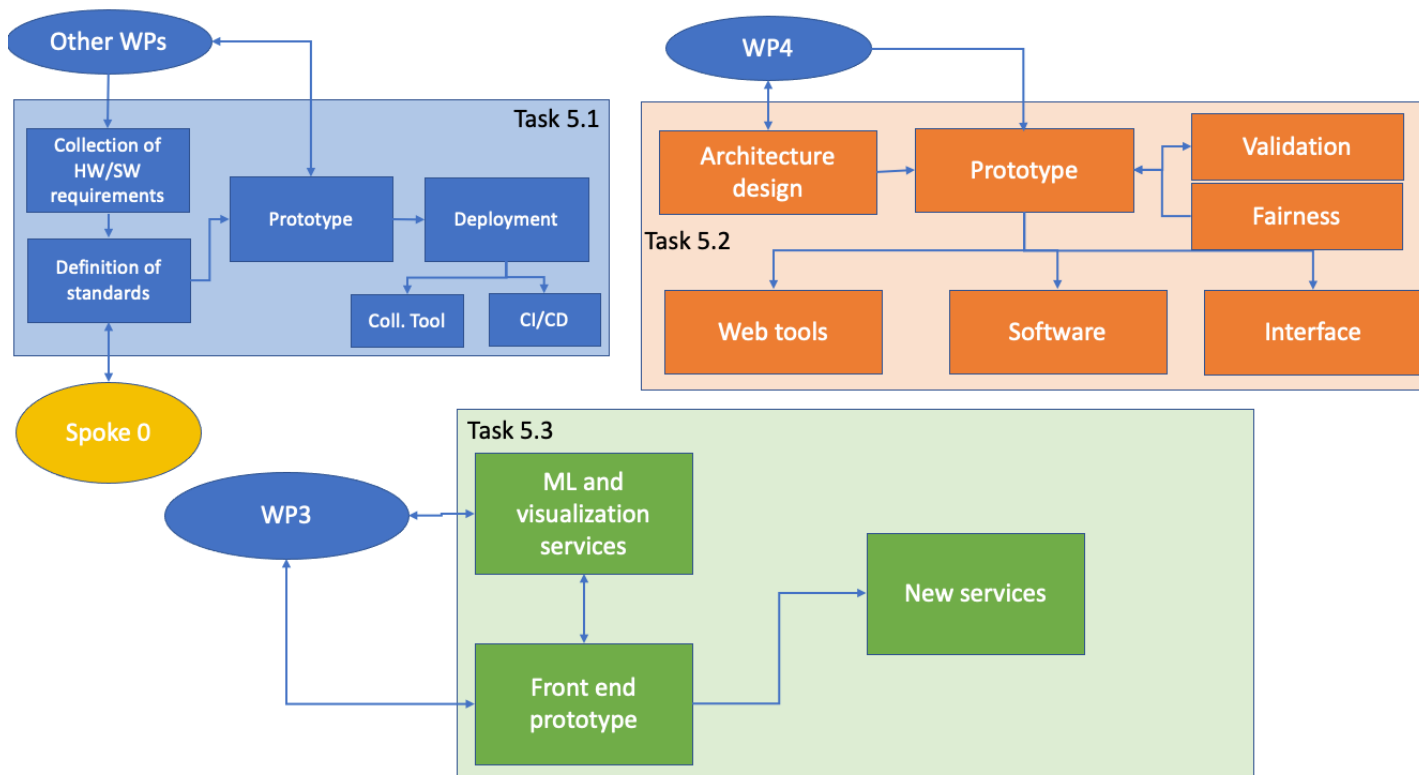 Other WPs
Task 5.1
Collection of
HW/SW
requirements
Prototype
Deployment
Definition of
standards
Coll. Tool
CI/CD
Spoke 0
WP4
Architecture
design
Prototype
Validation
Fairness
Task 5.2
Web tools
Software
Interface
Task 5.3
WP3
ML and
visualization
services
New services
Front end
prototype